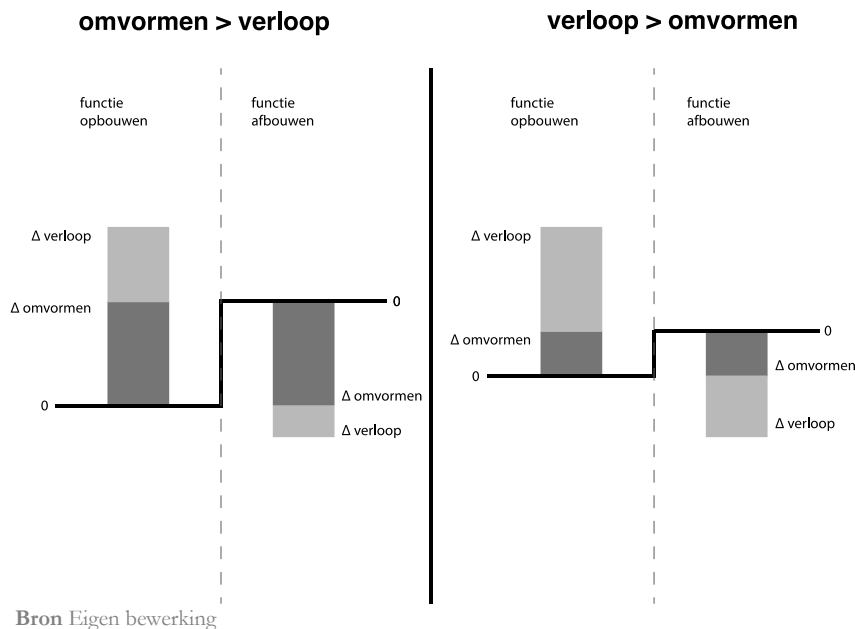 omvormen > verloop
functie
opbouwen
functie
afbouwen
Δ verloop
Δ omvormen
0
0
Δ omvormen
Δ verloop
verloop > omvormen
functie
opbouwen
functie
afbouwen
Δ verloop
Δ omvormen
0
0
Δ omvormen
Δ verloop
Bron Eigen bewerking